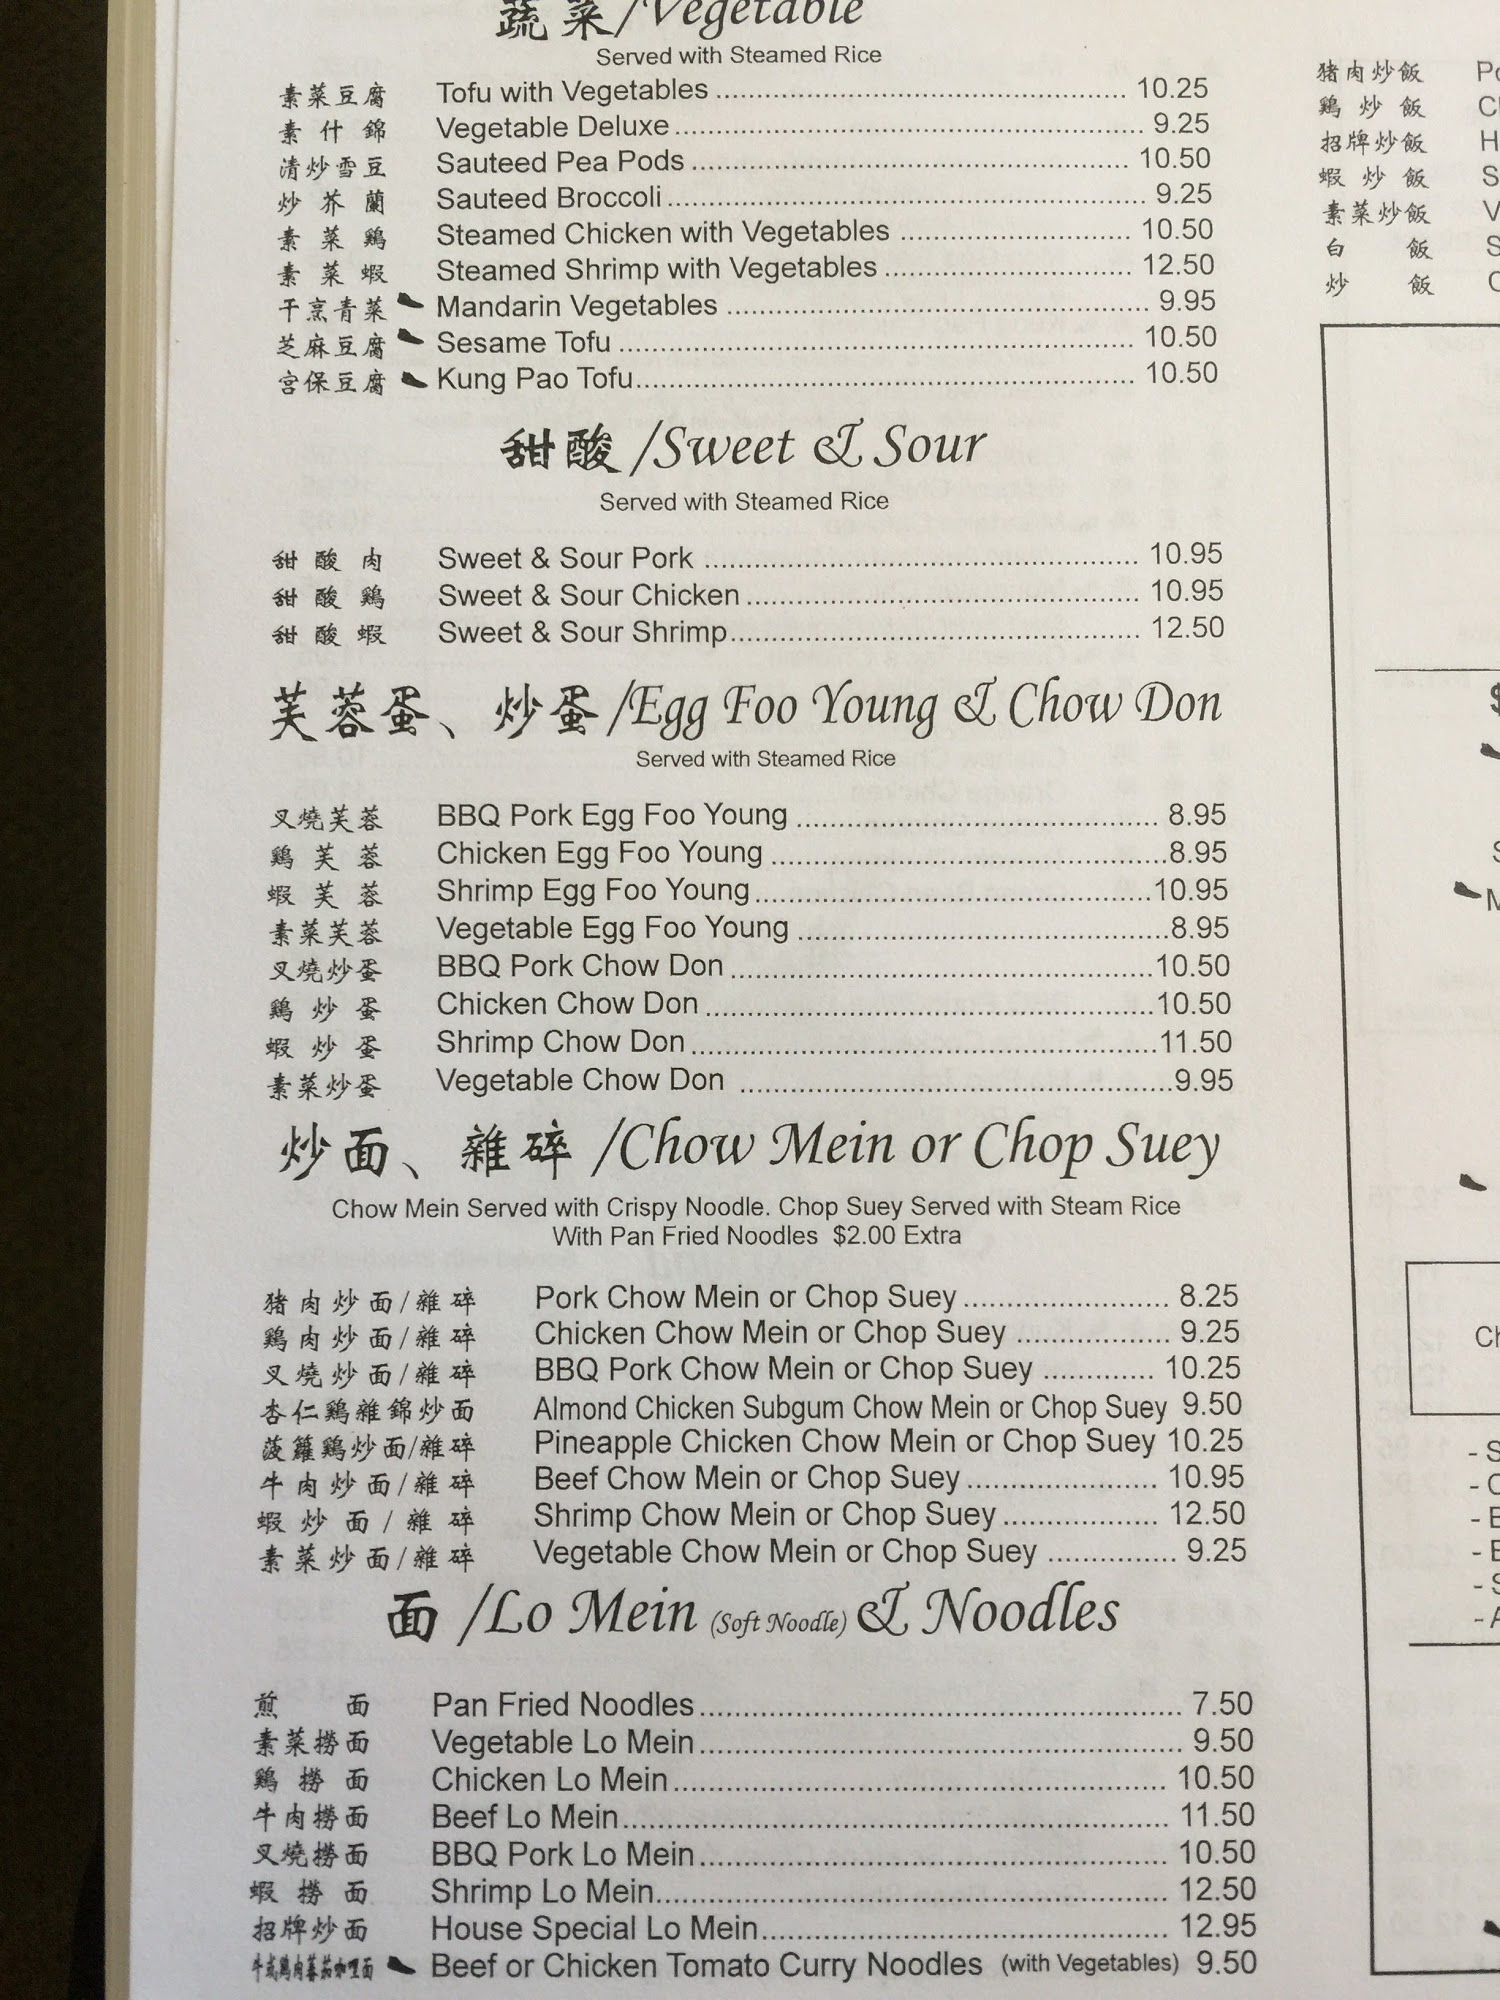 蔬菜/Vegetable
Served with Steamed Rice
素菜豆腐 Tofu with Vegetables 10.25
素什錦 Vegetable Deluxe 9.25
清炒雪豆 Sauteed Pea Pods 10.50
炒芥蘭 Sauteed Broccoli 9.25
素菜鷄 Steamed Chicken with Vegetables 10.50
素菜蝦 Steamed Shrimp with Vegetables 12.50
干烹青菜 Mandarin Vegetables 9.95
芝麻豆腐 Sesame Tofu 10.50
宮保豆腐 Kung Pao Tofu 10.50
甜酸/Sweet & Sour
Served with Steamed Rice
甜酸肉 Sweet & Sour Pork 10.95
甜酸鷄 Sweet & Sour Chicken 10.95
甜酸蝦 Sweet & Sour Shrimp 12.50
芙蓉蛋、炒蛋/Egg Foo Young & Chow Don
Served with Steamed Rice
叉燒芙蓉 BBQ Pork Egg Foo Young 8.95
鷄芙蓉 Chicken Egg Foo Young 8.95
蝦芙蓉 Shrimp Egg Foo Young 10.95
素菜芙蓉 Vegetable Egg Foo Young 8.95
叉燒炒蛋 BBQ Pork Chow Don 10.50
鷄炒蛋 Chicken Chow Don 10.50
蝦炒蛋 Shrimp Chow Don 11.50
素菜炒蛋 Vegetable Chow Don 9.95
炒面、雜碎/Chow Mein or Chop Suey
Chow Mein Served with Crispy Noodle. Chop Suey Served with Steam Rice
With Pan Fried Noodles $2.00 Extra
猪肉炒面/雜碎 Pork Chow Mein or Chop Suey 8.25
鷄肉炒面/雜碎 Chicken Chow Mein or Chop Suey 9.25
叉燒炒面/雜碎 BBQ Pork Chow Mein or Chop Suey 10.25
杏仁鷄雜錦炒面 Almond Chicken Subgum Chow Mein or Chop Suey 9.50
菠籮鷄炒面/雜碎 Pineapple Chicken Chow Mein or Chop Suey 10.25
牛肉炒面/雜碎 Beef Chow Mein or Chop Suey 10.95
蝦炒面/雜碎 Shrimp Chow Mein or Chop Suey 12.50
素菜炒面/雜碎 Vegetable Chow Mein or Chop Suey 9.25
面/Lo Mein (Soft Noodle) & Noodles
煎面 Pan Fried Noodles 7.50
素菜撈面 Vegetable Lo Mein 9.50
鷄撈面 Chicken Lo Mein 10.50
牛肉撈面 Beef Lo Mein 11.50
叉燒撈面 BBQ Pork Lo Mein 10.50
蝦撈面 Shrimp Lo Mein 12.50
招牌炒面 House Special Lo Mein 12.95
牛或鷄肉蕃茄咖喱面 Beef or Chicken Tomato Curry Noodles (with Vegetables) 9.50
猪肉炒飯
鷄炒飯
招牌炒飯
蝦炒飯
素菜炒飯
白飯
炒飯